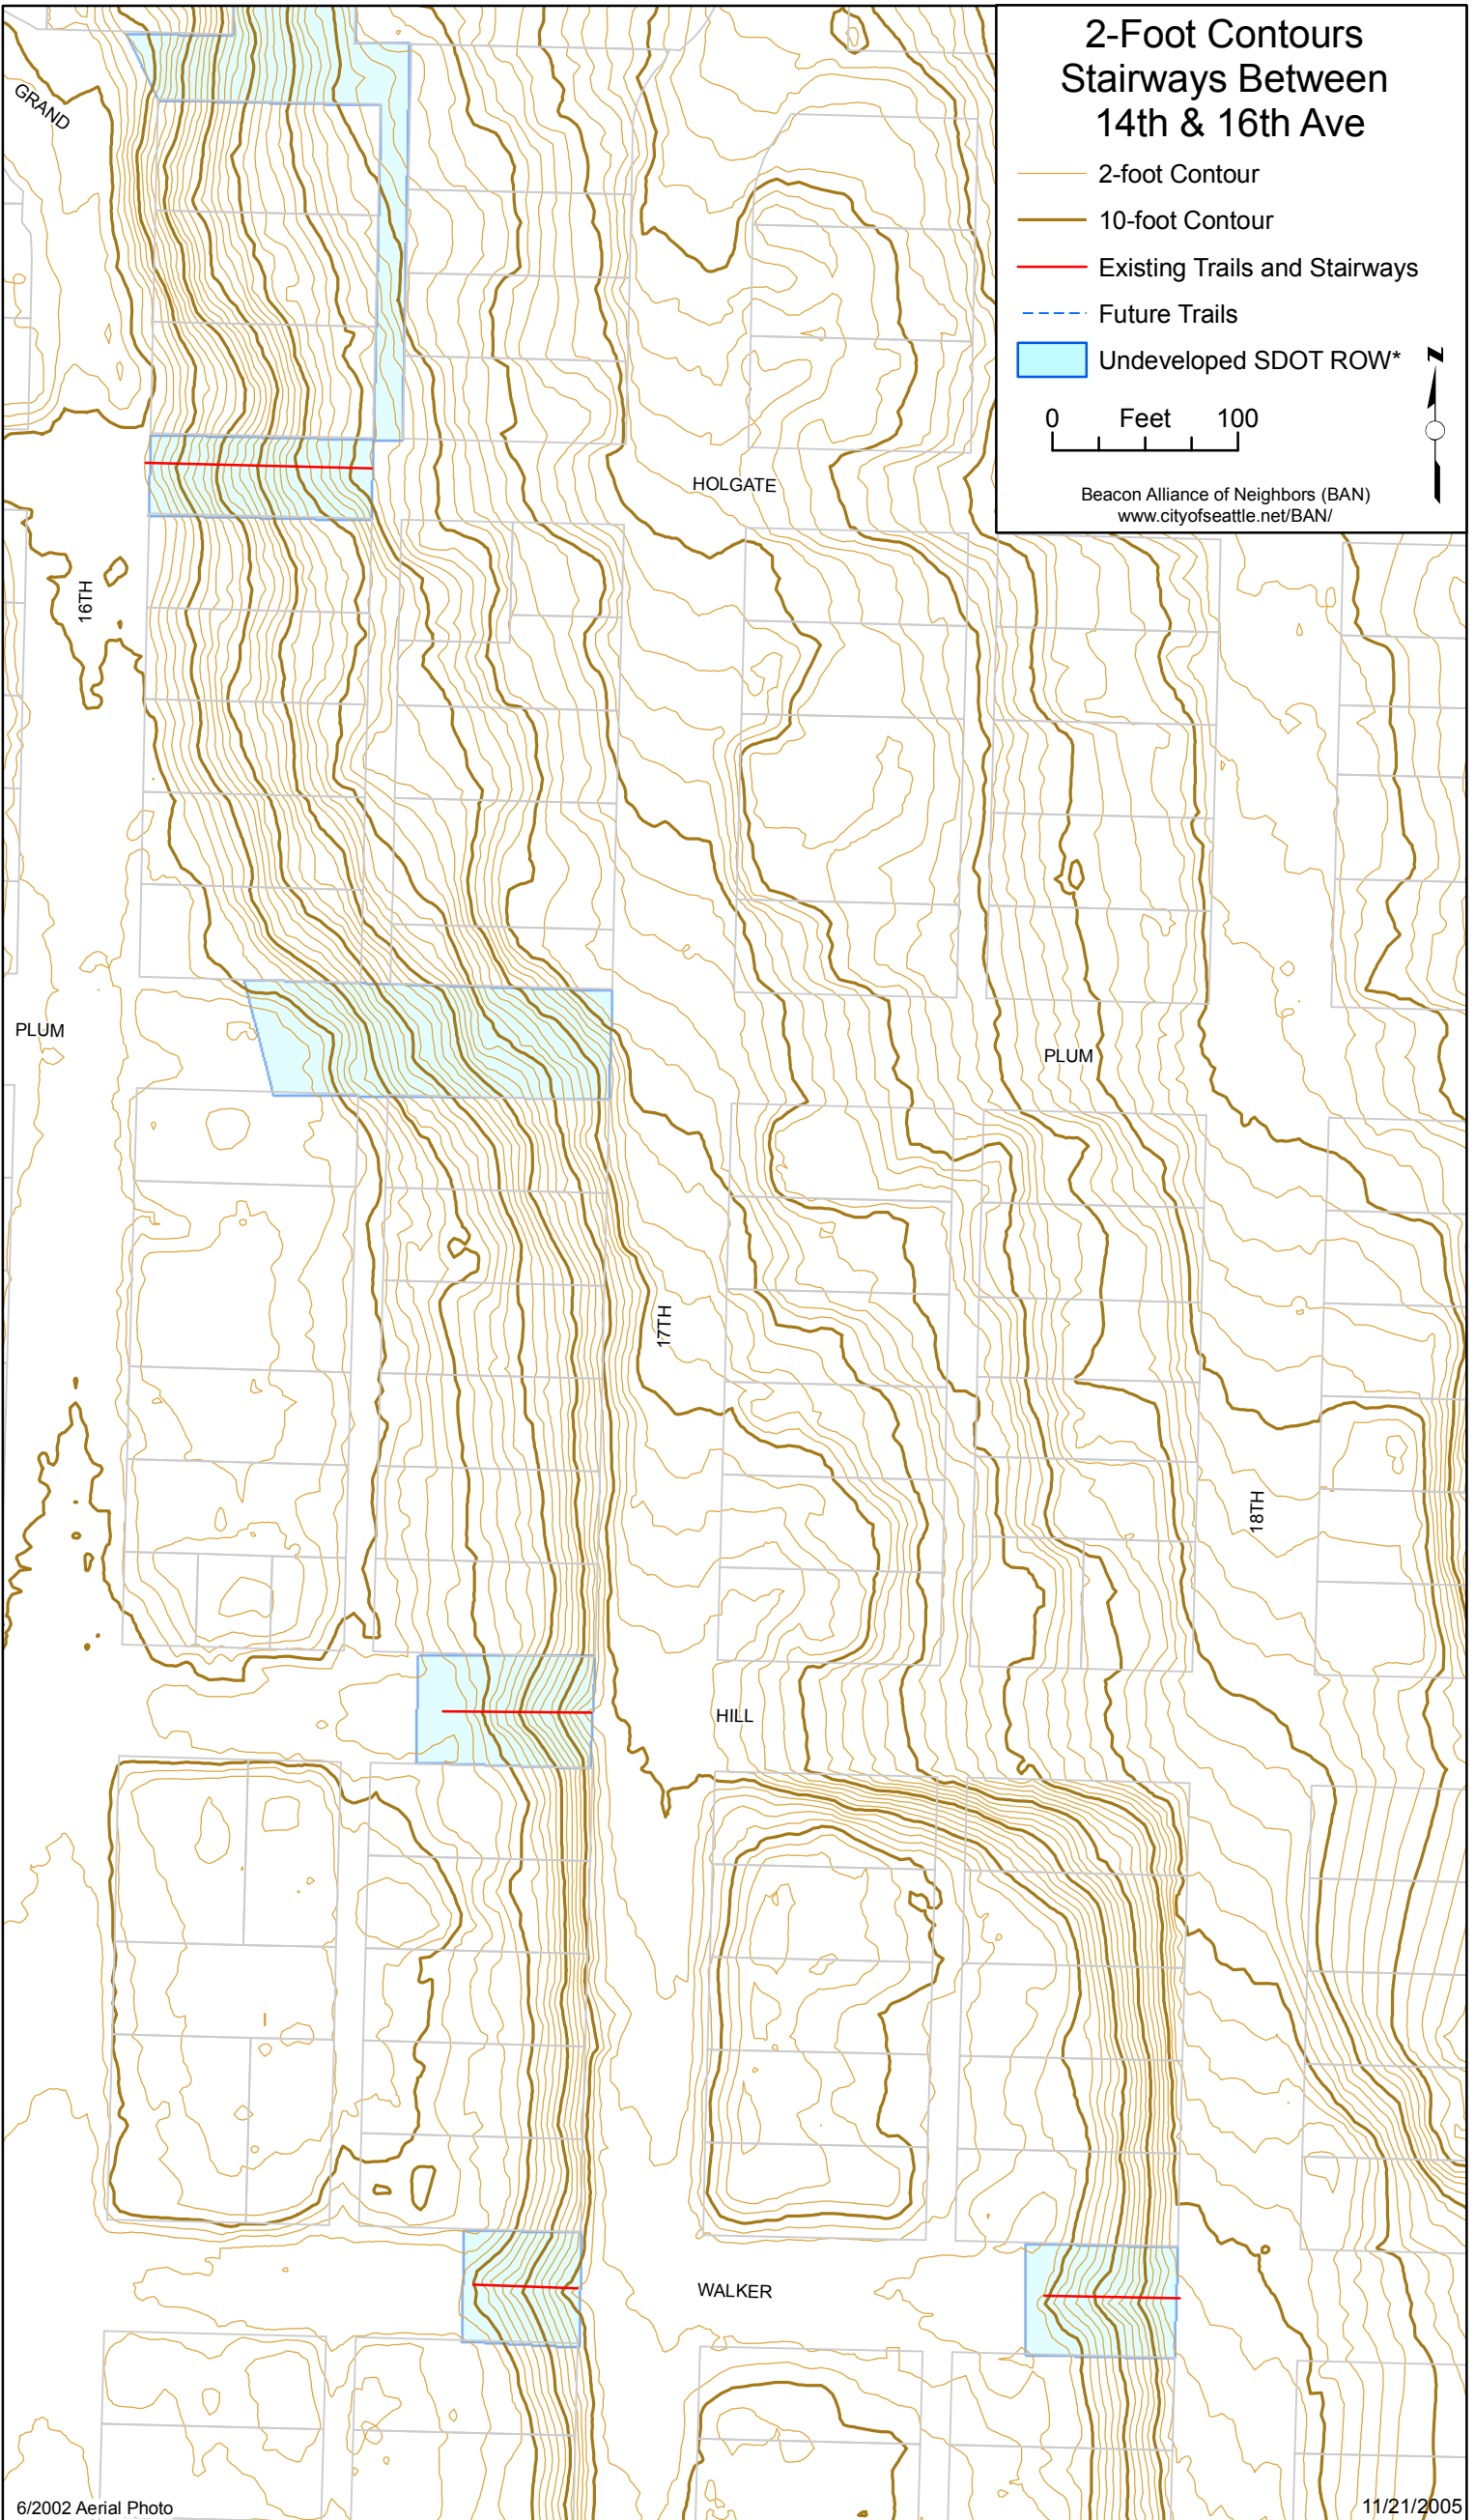 2-Foot Contours
Stairways Between
14th & 16th Ave
2-foot Contour
10-foot Contour
Existing Trails and Stairways
Future Trails
Undeveloped SDOT ROW*
0 Feet 100
N
Beacon Alliance of Neighbors (BAN)
www.cityofseattle.net/BAN/
GRAND
HOLGATE
16TH
PLUM
PLUM
17TH
18TH
HILL
WALKER
6/2002 Aerial Photo
11/21/2005